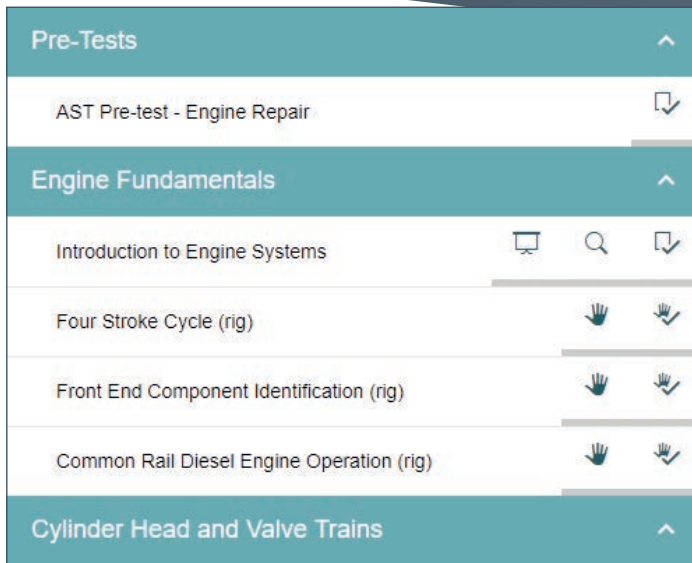 Pre-Tests
AST Pre-test - Engine Repair
Engine Fundamentals
Introduction to Engine Systems
Four Stroke Cycle (rig)
Front End Component Identification (rig)
Common Rail Diesel Engine Operation (rig)
Cylinder Head and Valve Trains